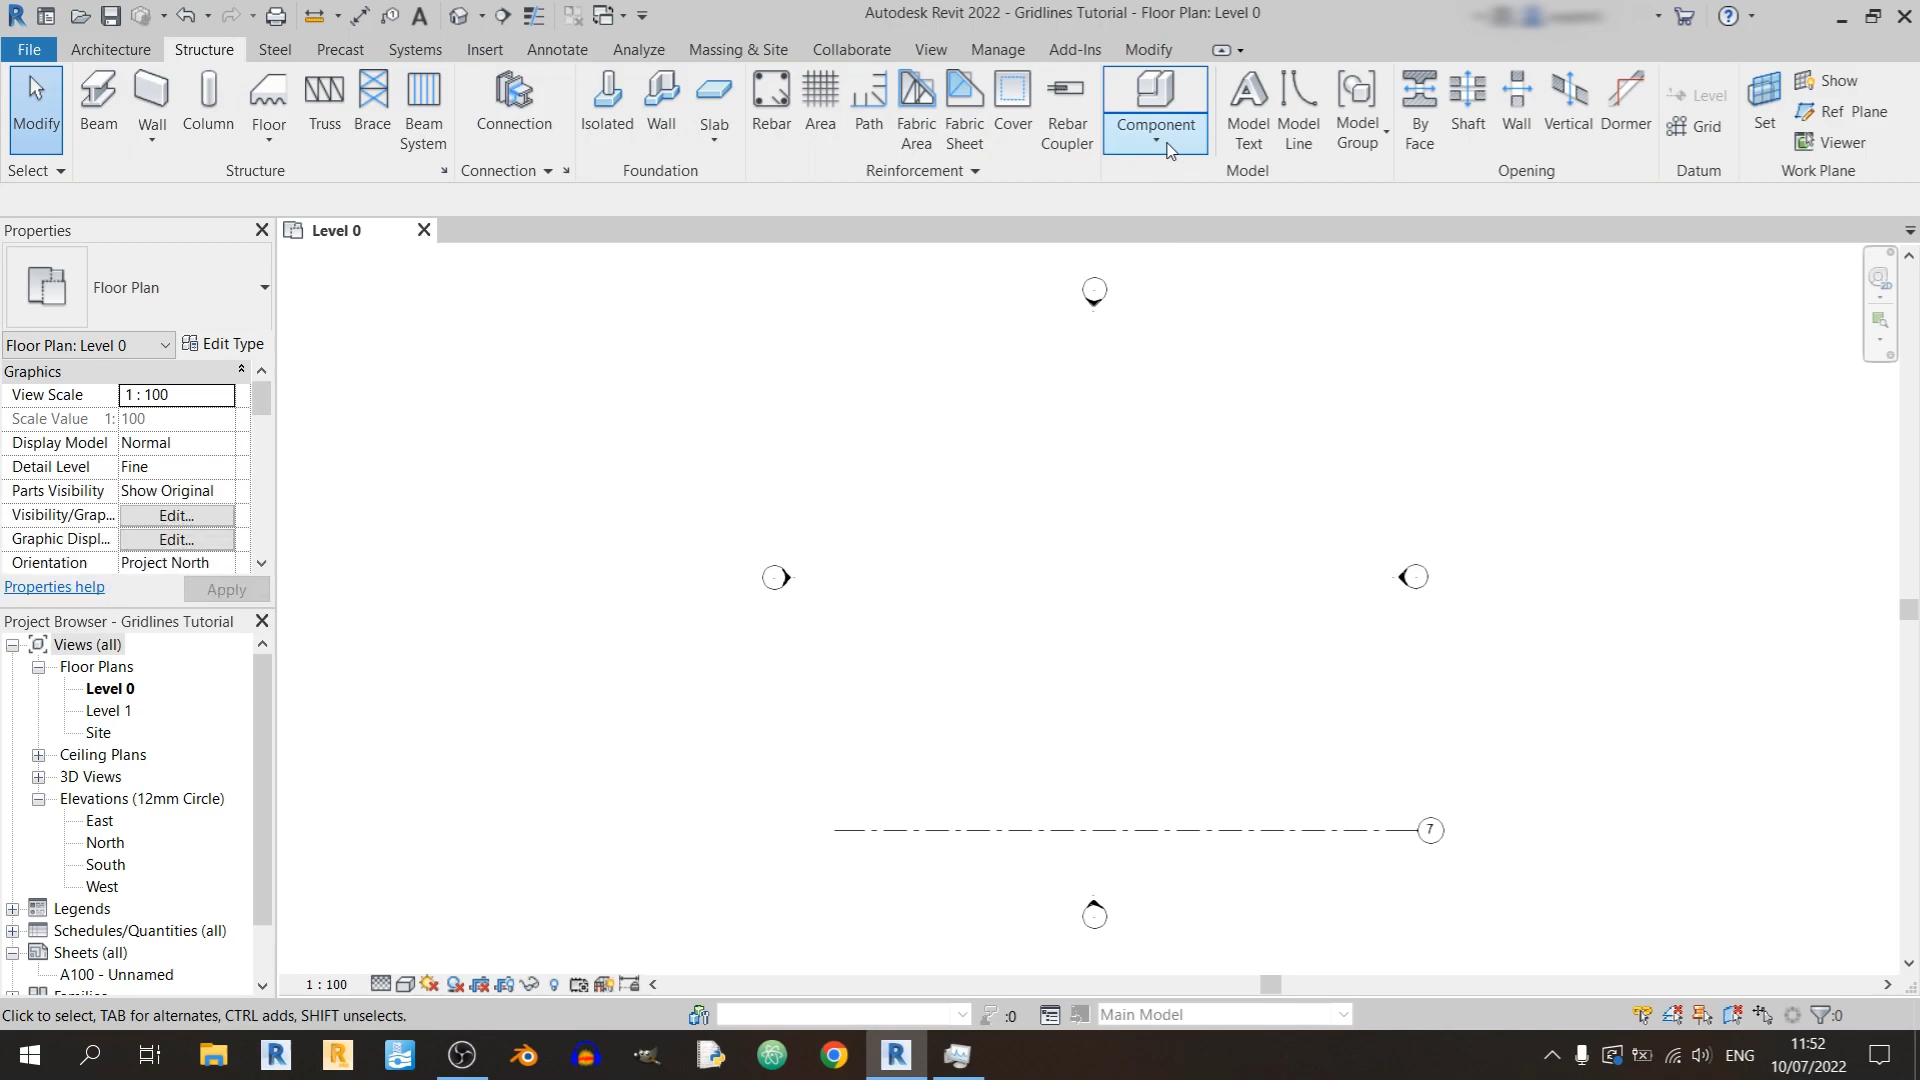 Autodesk Revit 2022 - Gridlines Tutorial - Floor Plan: Level 0
File Architecture Structure Steel Precast Systems Insert Annotate Analyze Massing & Site Collaborate View Manage Add-Ins Modify
Modify
Beam
Wall
Column
Floor
Truss
Brace
Beam
System
Connection
Isolated
Wall
Slab
Rebar
Area
Path
Fabric
Area
Fabric
Sheet
Cover
Rebar
Coupler
Component
Model
Text
Model
Line
Model
Group
By
Face
Shaft
Wall
Vertical
Dormer
Level
Grid
Set
Show
Ref Plane
Viewer
Select
Structure
Connection
Foundation
Reinforcement
Model
Opening
Datum
Work Plane
Properties
Floor Plan
Floor Plan: Level 0
Edit Type
Graphics
View Scale 1 : 100
Scale Value 1: 100
Display Model Normal
Detail Level Fine
Parts Visibility Show Original
Visibility/Grap... Edit...
Graphic Displ... Edit...
Orientation Project North
Properties help
Apply
Project Browser - Gridlines Tutorial
Views (all)
Floor Plans
Level 0
Level 1
Site
Ceiling Plans
3D Views
Elevations (12mm Circle)
East
North
South
West
Legends
Schedules/Quantities (all)
Sheets (all)
A100 - Unnamed
Level 0
2D
7
1 : 100
Click to select, TAB for alternates, CTRL adds, SHIFT unselects.
:0
Main Model
:0
ENG
11:52
10/07/2022